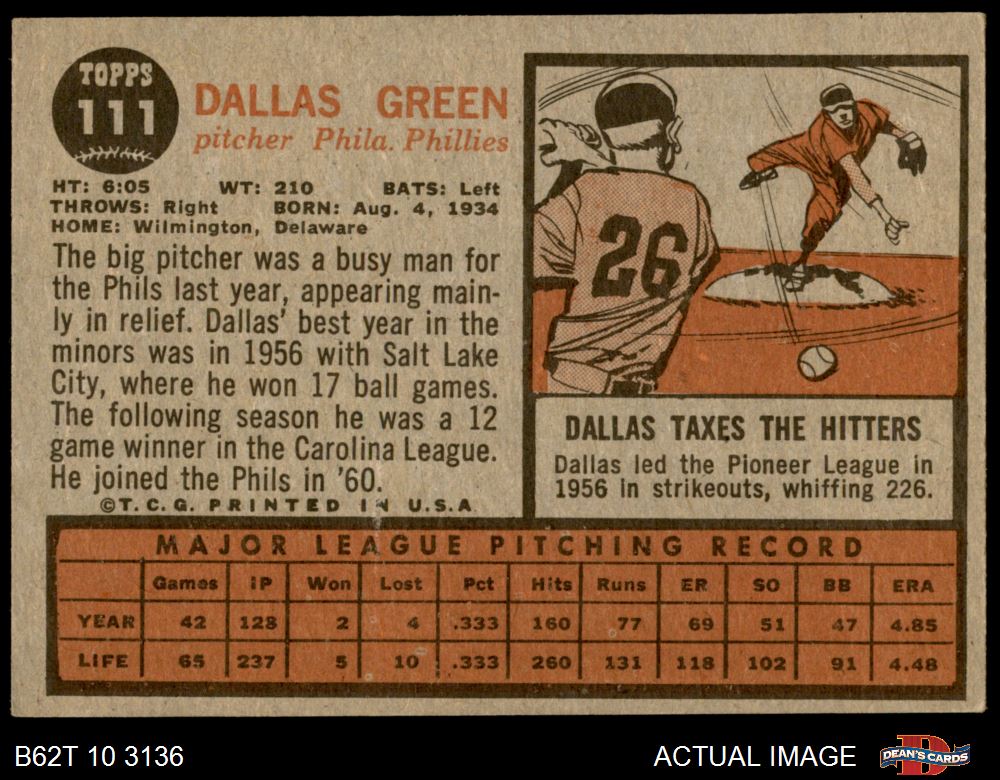 TOPPS
111
DALLAS GREEN
pitcher Phila. Phillies
HT: 6:05 WT: 210 BATS: Left
THROWS: Right BORN: Aug. 4, 1934
HOME: Wilmington, Delaware
The big pitcher was a busy man for
the Phils last year, appearing main-
ly in relief. Dallas' best year in the
minors was in 1956 with Salt Lake
City, where he won 17 ball games.
The following season he was a 12
game winner in the Carolina League.
He joined the Phils in '60.
©T.C.G. PRINTED IN U.S.A.
26
DALLAS TAXES THE HITTERS
Dallas led the Pioneer League in
1956 in strikeouts, whiffing 226.
MAJOR LEAGUE PITCHING RECORD
Games IP Won Lost Pct Hits Runs ER SO BB ERA
YEAR 42 128 2 4 .333 160 77 69 51 47 4.85
LIFE 65 237 5 10 .333 260 131 118 102 91 4.48
B62T 10 3136 ACTUAL IMAGE DEAN'S CARDS